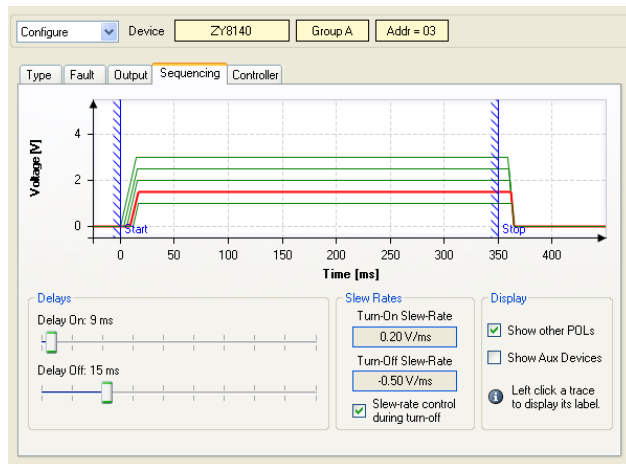 Configure Device ZY8140 Group A Addr = 03
Type Fault Output Sequencing Controller
Voltage [V]
4
2
0
Start Stop
0 50 100 150 200 250 300 350 400
Time [ms]
Delays
Delay On: 9 ms
Delay Off: 15 ms
Slew Rates
Turn-On Slew-Rate
0.20 V/ms
Turn-Off Slew-Rate
-0.50 V/ms
Slew-rate control
during turn-off
Display
Show other POLs
Show Aux Devices
Left click a trace
to display its label.